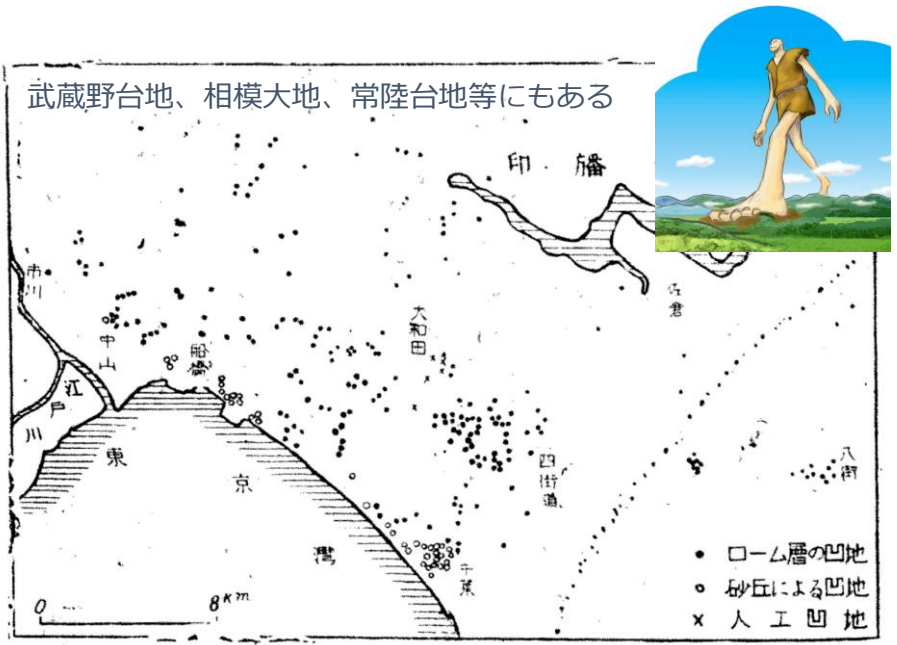 武蔵野台地、相模大地、常陸台地等にもある
印旛
市川
中山
船橋
大和田
佐倉
江戸川
東京湾
四街道
八街
千葉
0 8km
● ローム層の凹地
○ 砂丘による凹地
× 人工凹地